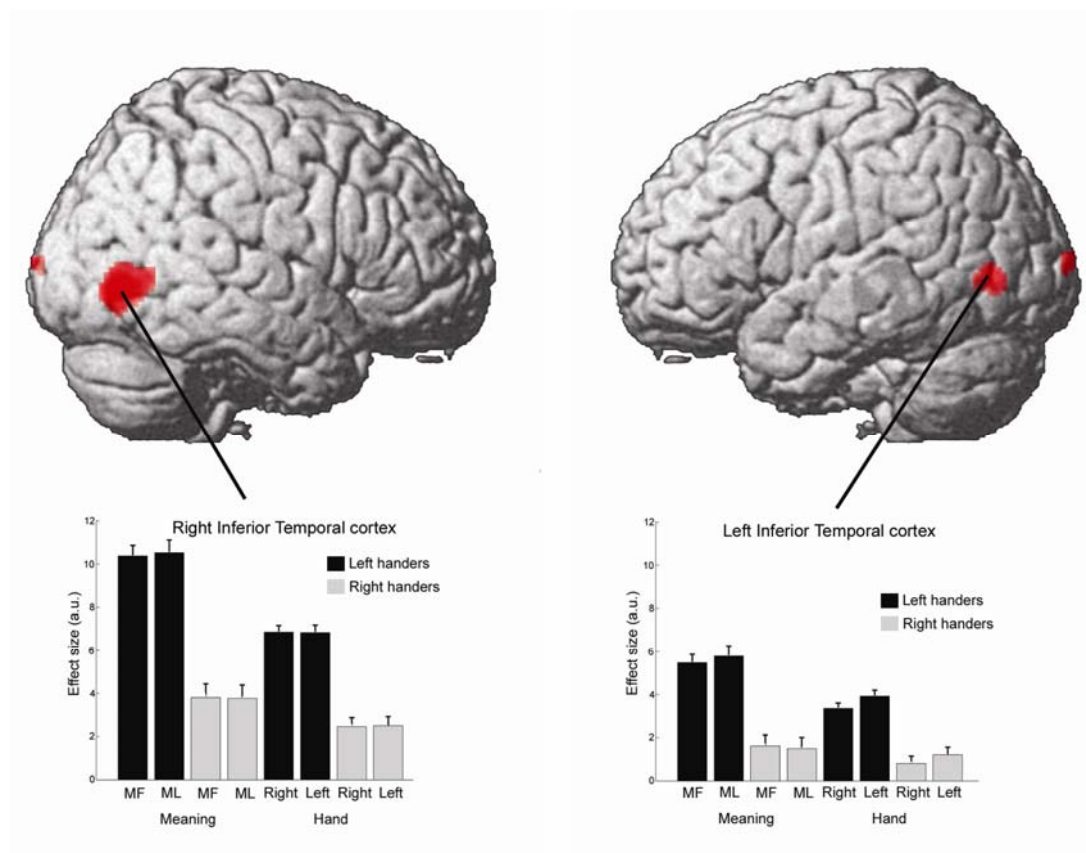 Right Inferior Temporal cortex
Left handers
Right handers
Effect size (a.u.)
12
10
8
6
4
2
0
MF ML MF ML Right Left Right Left
Meaning Hand
Left Inferior Temporal cortex
Left handers
Right handers
Effect size (a.u.)
12
10
8
6
4
2
0
MF ML MF ML Right Left Right Left
Meaning Hand